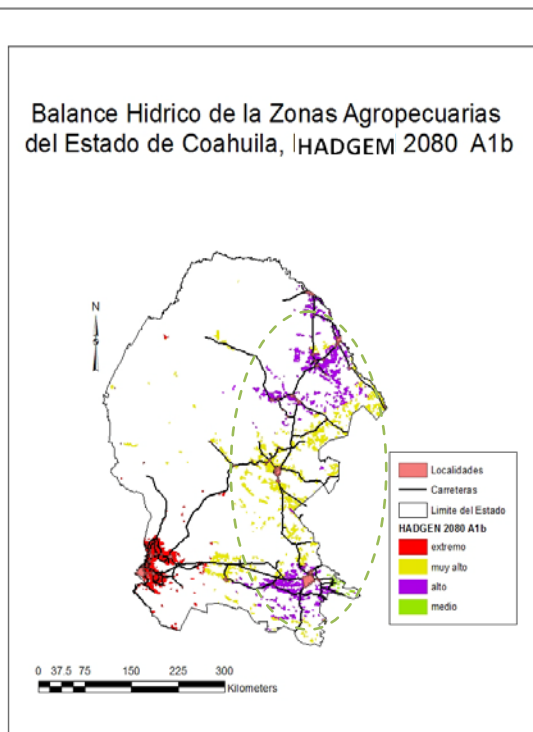 Balance Hidrico de la Zonas Agropecuarias
del Estado de Coahuila, HADGEM 2080 A1b
N
Localidades
Carreteras
Limite del Estado
HADGEN 2080 A1b
extremo
muy alto
alto
medio
0 37.5 75 150 225 300
Kilometers